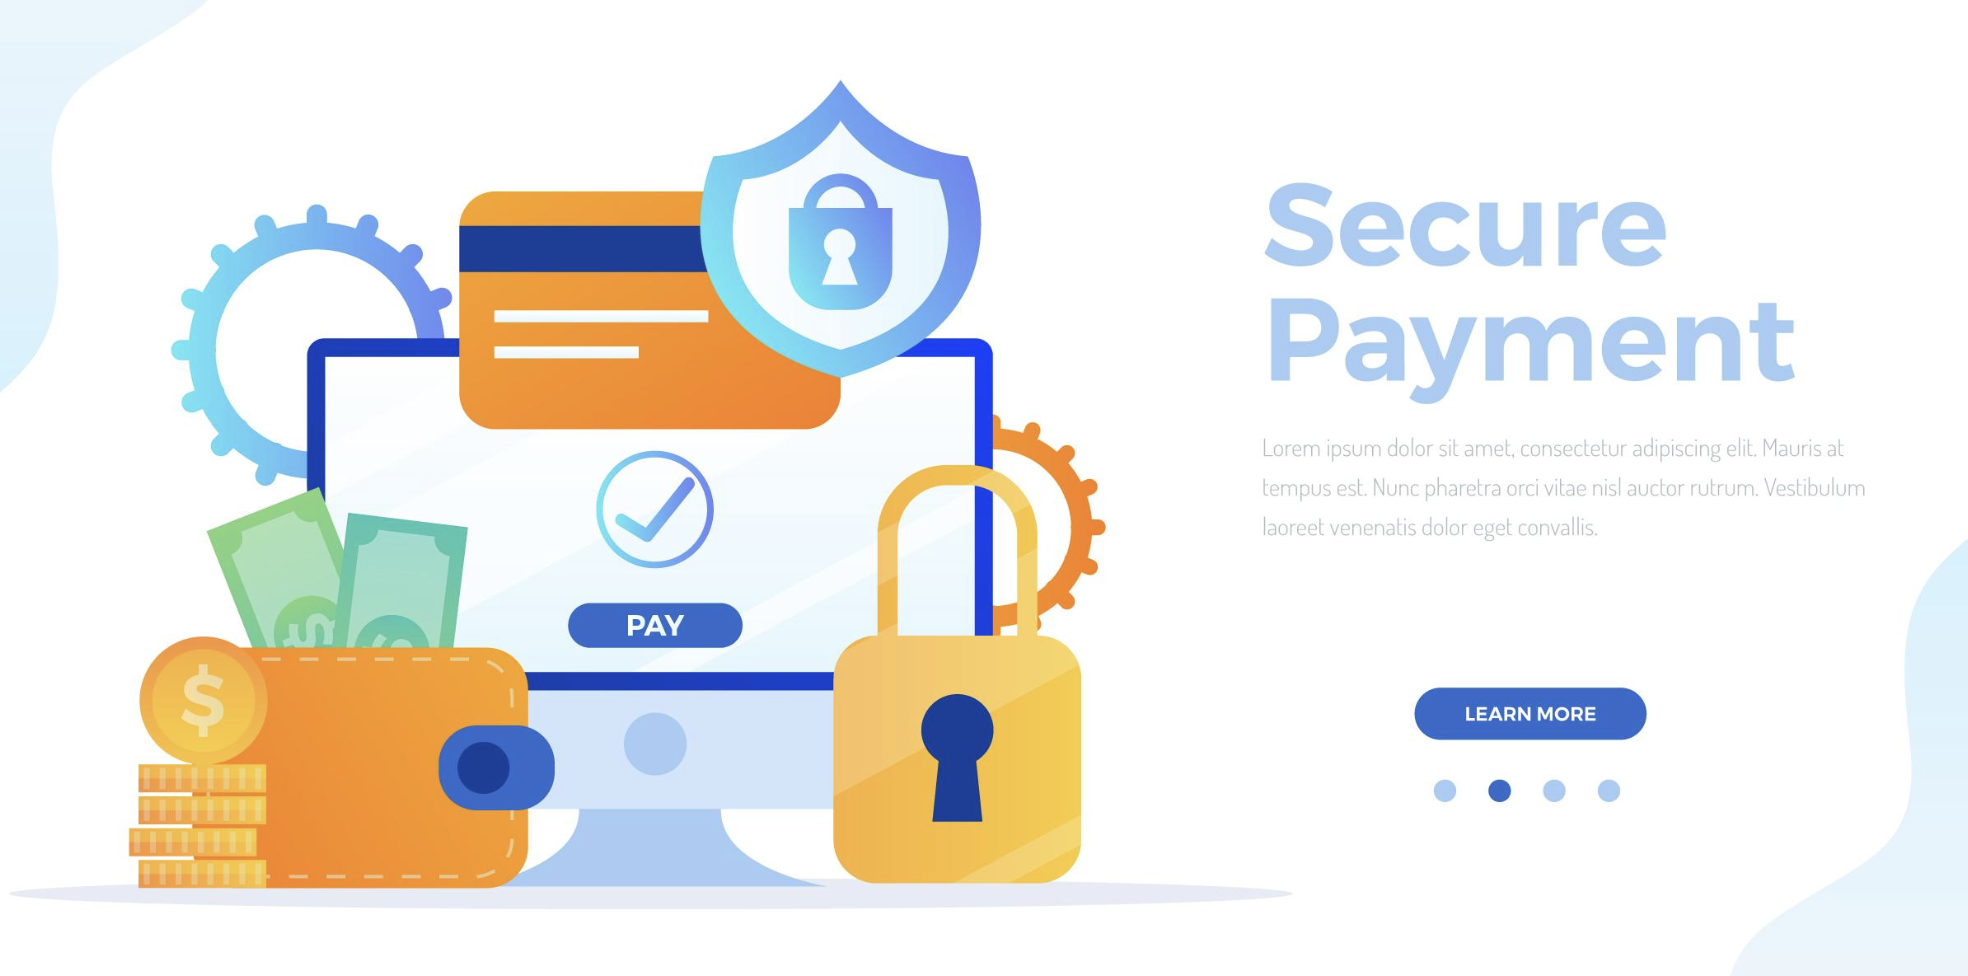 Secure
Payment
Lorem ipsum dolor sit amet, consectetur adipiscing elit. Mauris at
tempus est. Nunc pharetra orci vitae nisl auctor rutrum. Vestibulum
laoreet venenatis dolor eget convallis.
LEARN MORE
PAY
$
$
$